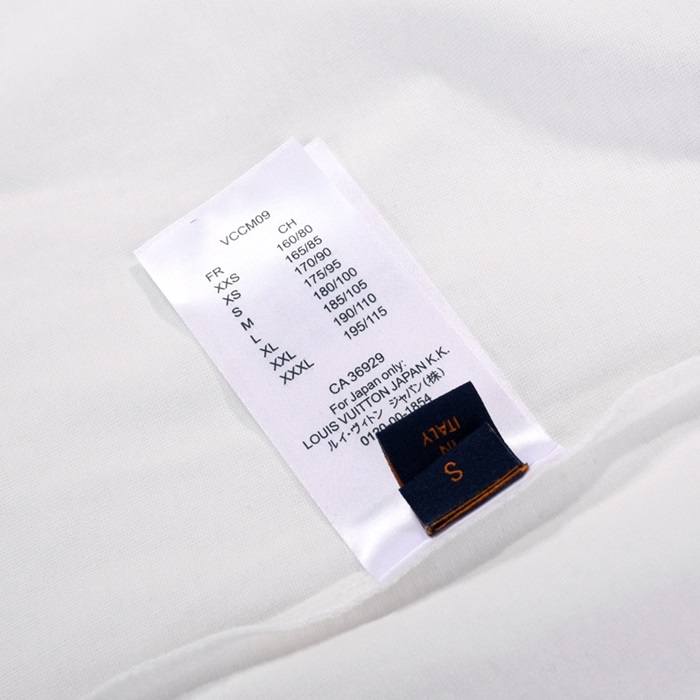 VCCM09
FR CH
XXS 160/80
XS 165/85
S 170/90
M 175/95
L 180/100
XL 185/105
XXL 190/110
XXXL 195/115
CA 36929
For Japan only:
LOUIS VUITTON JAPAN K.K.
ルイ・ヴィトン ジャパン(株)
0120-00-1854
IN
ITALY
S